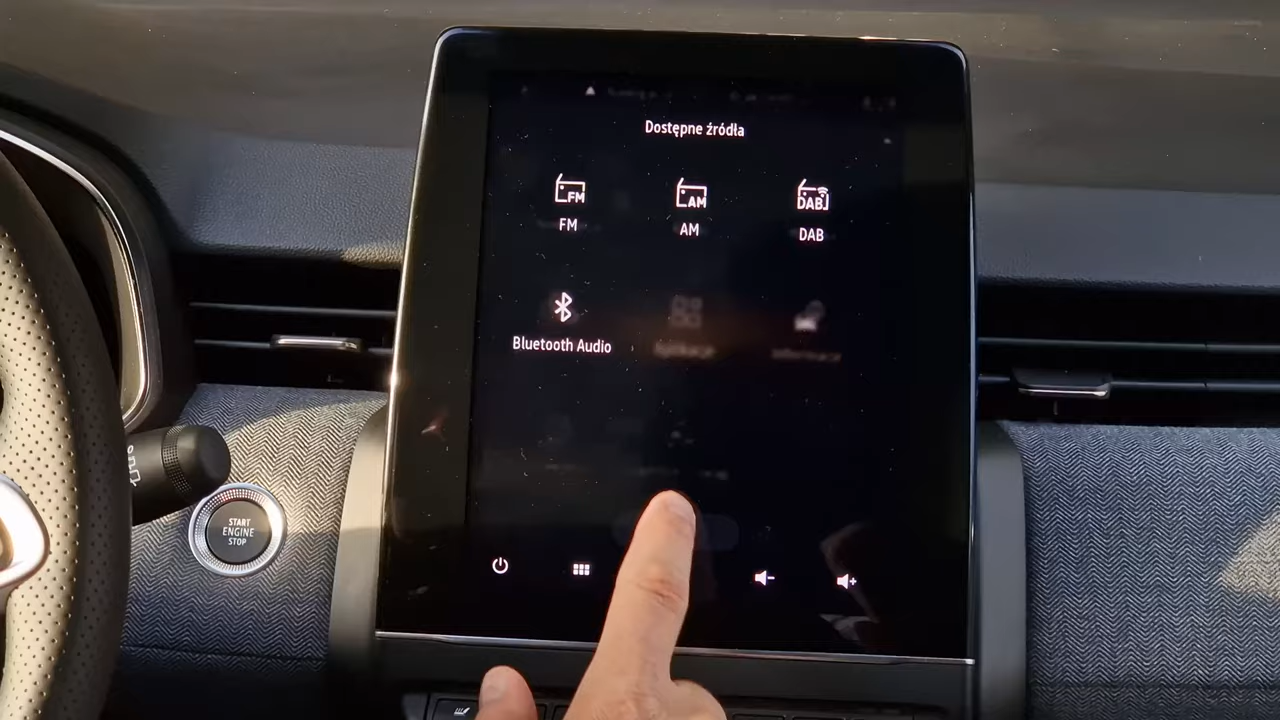 Dostępne źródła
FM
AM
DAB
FM
AM
DAB
Bluetooth Audio
START
ENGINE
STOP